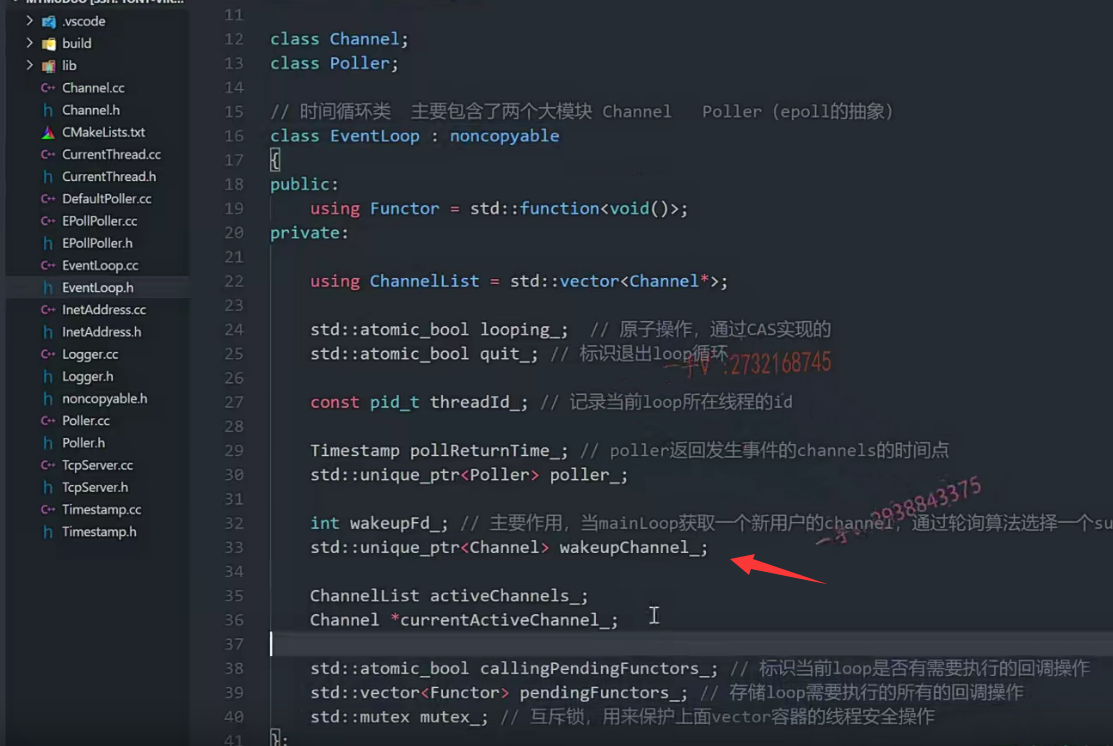 MYMUDUO [SSH: TONY-VIR...
.vscode
build
lib
Channel.cc
Channel.h
CMakeLists.txt
CurrentThread.cc
CurrentThread.h
DefaultPoller.cc
EPollPoller.cc
EPollPoller.h
EventLoop.cc
EventLoop.h
InetAddress.cc
InetAddress.h
Logger.cc
Logger.h
noncopyable.h
Poller.cc
Poller.h
TcpServer.cc
TcpServer.h
Timestamp.cc
Timestamp.h
11
12 class Channel;
13 class Poller;
14
15 // 时间循环类 主要包含了两个大模块 Channel Poller（epoll的抽象）
16 class EventLoop : noncopyable
17 {
18 public:
19 using Functor = std::function<void()>;
20 private:
21
22 using ChannelList = std::vector<Channel*>;
23
24 std::atomic_bool looping_; // 原子操作，通过CAS实现的
25 std::atomic_bool quit_; // 标识退出loop循环
一手V :2732168745
26
27 const pid_t threadId_; // 记录当前loop所在线程的id
28
29 Timestamp pollReturnTime_; // poller返回发生事件的channels的时间点
30 std::unique_ptr<Poller> poller_;
31
32 int wakeupFd_; // 主要作用，当mainLoop获取一个新用户的channel，通过轮询算法选择一个su
2938843375
33 std::unique_ptr<Channel> wakeupChannel_;
34
35 ChannelList activeChannels_;
36 Channel *currentActiveChannel_;
37
38 std::atomic_bool callingPendingFunctors_; // 标识当前loop是否有需要执行的回调操作
39 std::vector<Functor> pendingFunctors_; // 存储loop需要执行的所有的回调操作
40 std::mutex mutex_; // 互斥锁，用来保护上面vector容器的线程安全操作
41 };